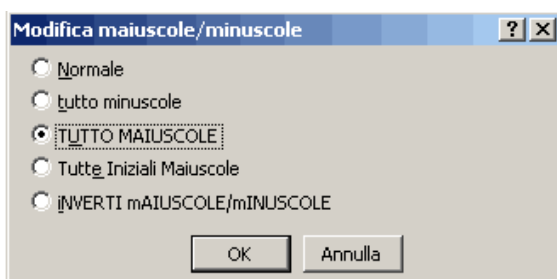 Modifica maiuscole/minuscole
Normale
tutto minuscole
TUTTO MAIUSCOLE
Tutte Iniziali Maiuscole
iNVERTI mAIUSCOLE/mINUSCOLE
OK Annulla